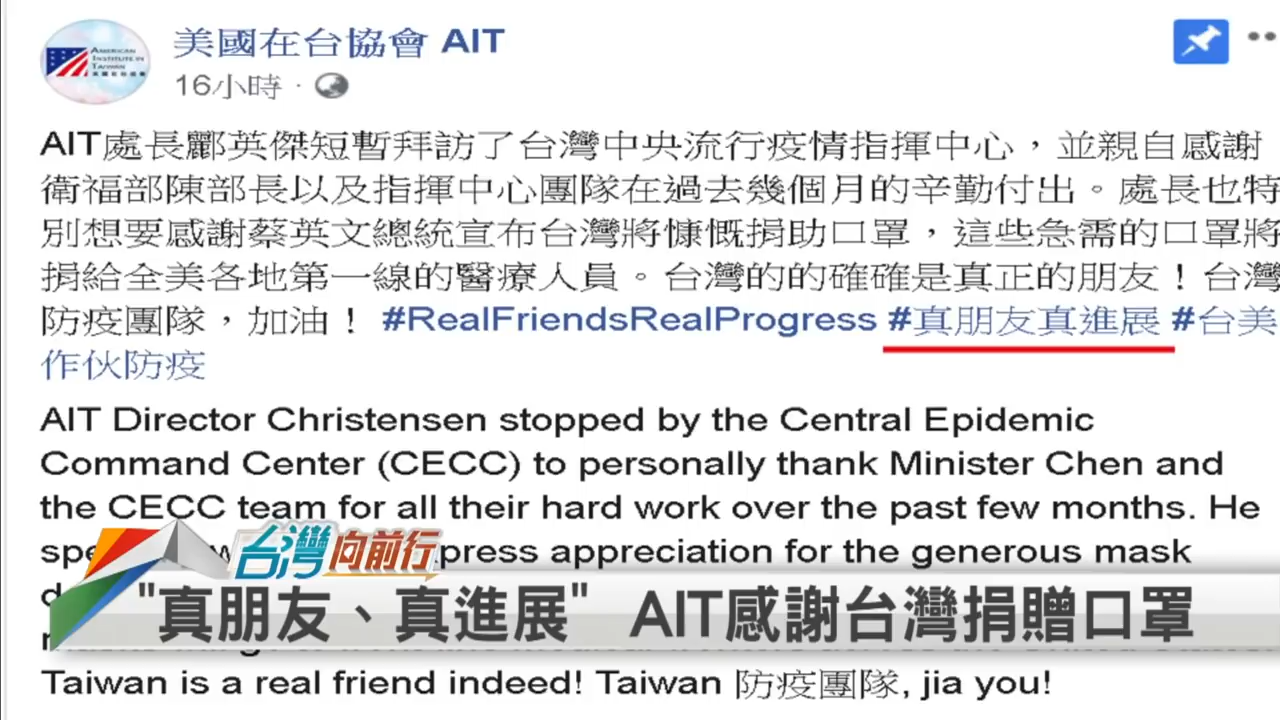 AMERICAN
INSTITUTE IN
TAIWAN
美國在台協會
美國在台協會 AIT
16小時 ·
AIT處長酈英傑短暫拜訪了台灣中央流行疫情指揮中心，並親自感謝
衛福部陳部長以及指揮中心團隊在過去幾個月的辛勤付出。處長也特
別想要感謝蔡英文總統宣布台灣將慷慨捐助口罩，這些急需的口罩將
捐給全美各地第一線的醫療人員。台灣的的確確是真正的朋友！台灣
防疫團隊，加油！ #RealFriendsRealProgress #真朋友真進展 #台美
作伙防疫
AIT Director Christensen stopped by the Central Epidemic
Command Center (CECC) to personally thank Minister Chen and
the CECC team for all their hard work over the past few months. He
spe press appreciation for the generous mask
台灣向前行
"真朋友、真進展" AIT感謝台灣捐贈口罩
Taiwan is a real friend indeed! Taiwan 防疫團隊, jia you!